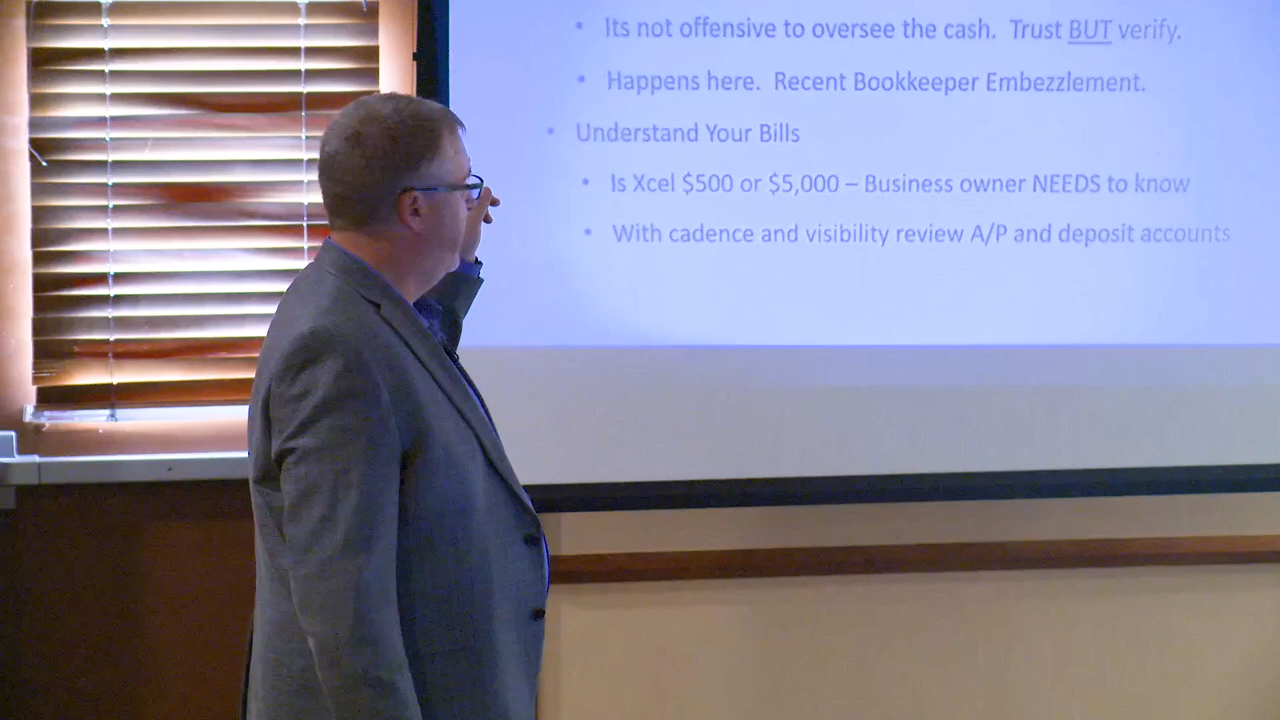 • Its not offensive to oversee the cash. Trust BUT verify.
• Happens here. Recent Bookkeeper Embezzlement.
• Understand Your Bills
• Is Xcel $500 or $5,000 – Business owner NEEDS to know
• With cadence and visibility review A/P and deposit accounts